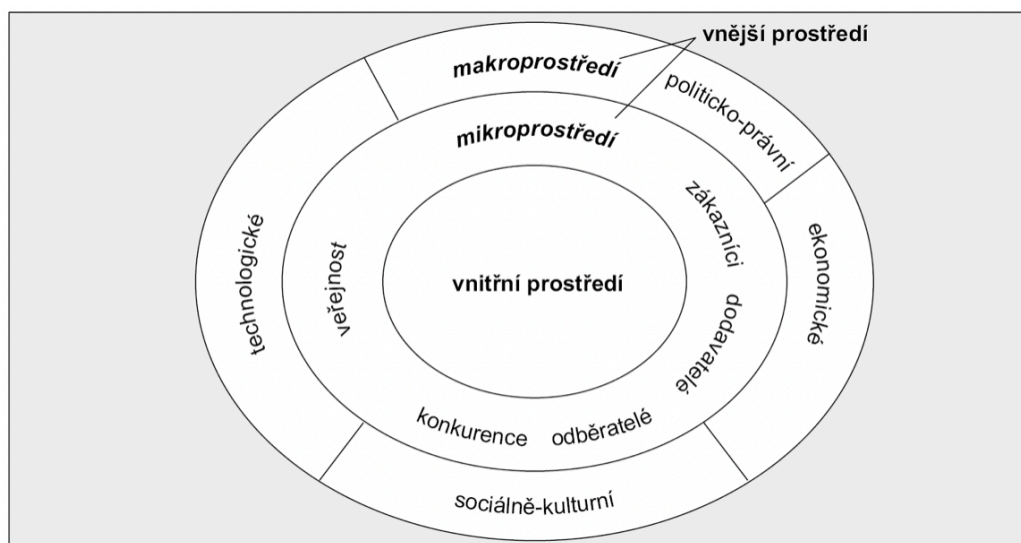 vnější prostředí
makroprostředí
politicko-právní
mikroprostředí
zákazníci
ekonomické
technologické
veřejnost
vnitřní prostředí
dodavatelé
konkurence
odběratelé
sociálně-kulturní